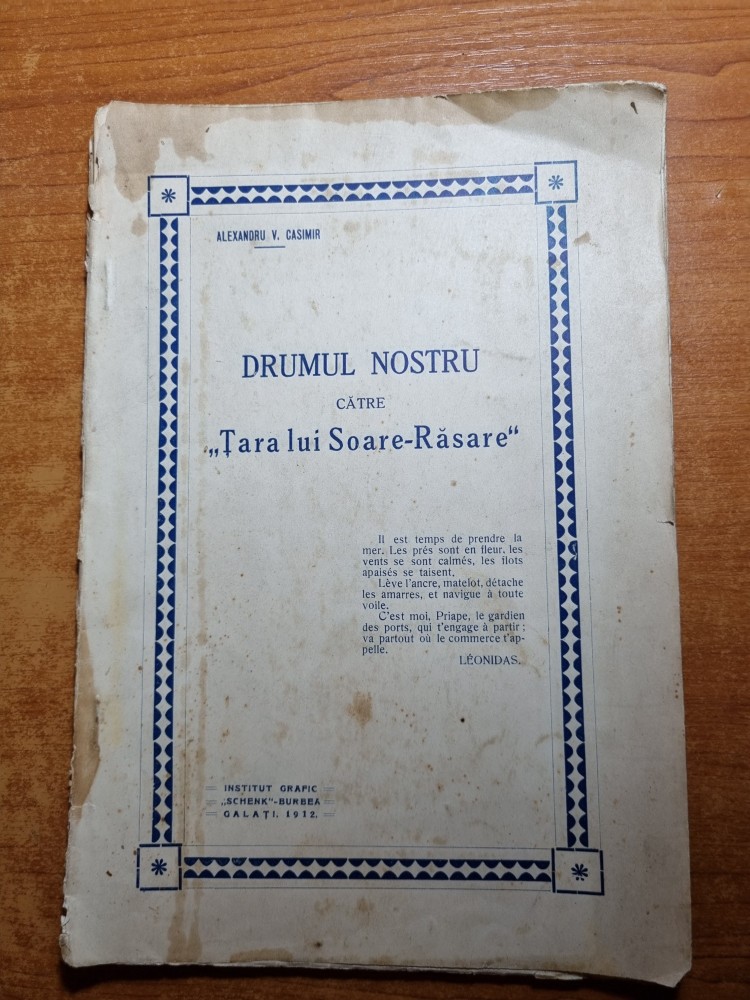 ALEXANDRU V. CASIMIR
DRUMUL NOSTRU
CĂTRE
„Țara lui Soare-Răsare“
Il est temps de prendre la
mer. Les prés sont en fleur, les
vents se sont calmés, les flots
apaisés se taisent,
Lève l'ancre, matelot, détache
les amarres, et navigue à toute
voile.
C'est moi, Priape, le gardien
des ports, qui t'engage à partir ;
va partout où le commerce t'ap-
pelle.
LÉONIDAS.
INSTITUT GRAFIC
„SCHENK“-BURBEA
GALAȚI, 1912.